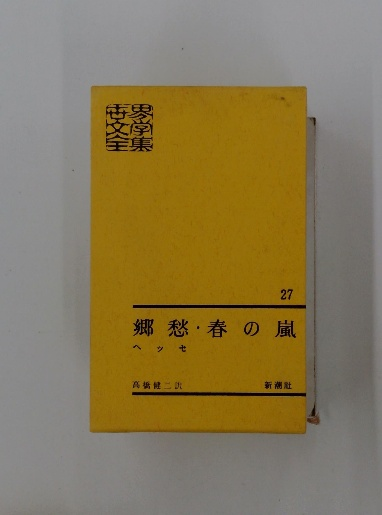 世界文学全集
27
郷愁・春の嵐
ヘッセ
高橋健二訳 新潮社